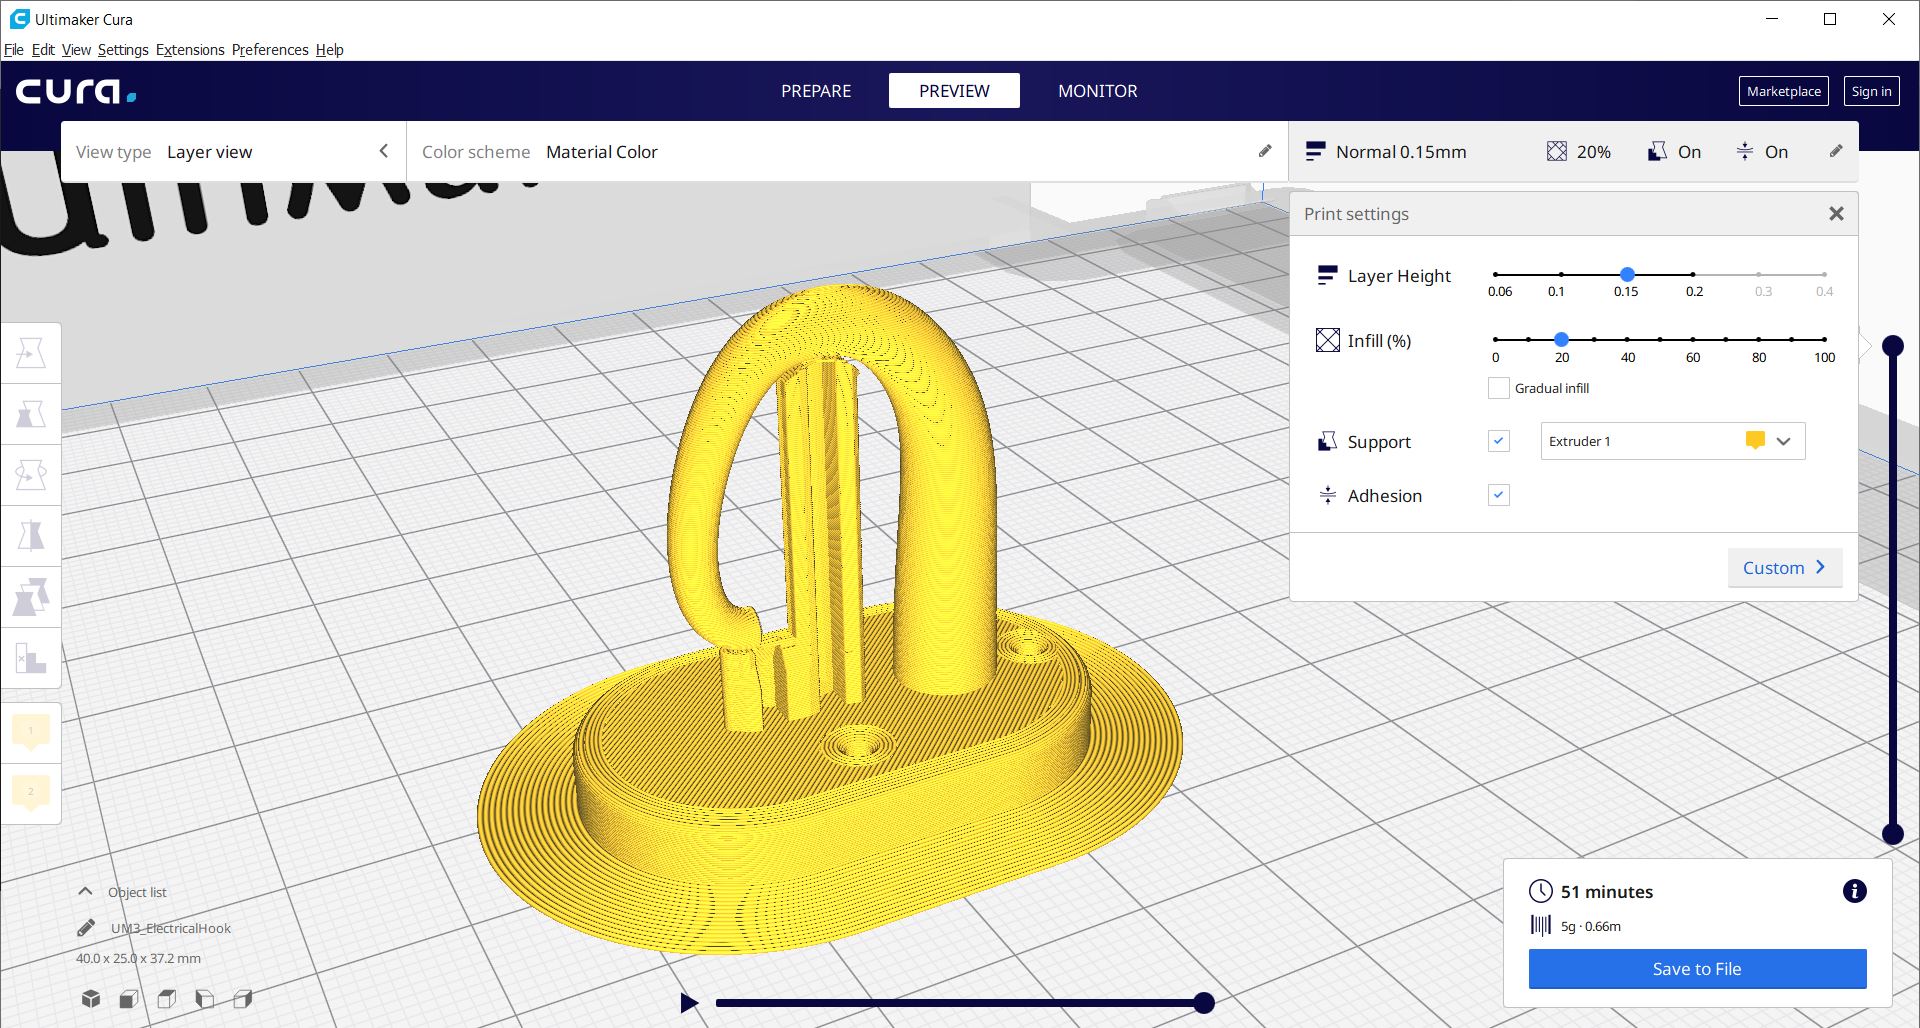 Ultimaker Cura
File Edit View Settings Extensions Preferences Help
cura.
PREPARE PREVIEW MONITOR
Marketplace Sign in
View type Layer view
Color scheme Material Color
Normal 0.15mm 20% On On
Print settings
Layer Height
0.06 0.1 0.15 0.2 0.3 0.4
Infill (%)
0 20 40 60 80 100
Gradual infill
Support Extruder 1
Adhesion
Custom
1
2
Object list
UM3_ElectricalHook
40.0 x 25.0 x 37.2 mm
51 minutes
5g · 0.66m
Save to File